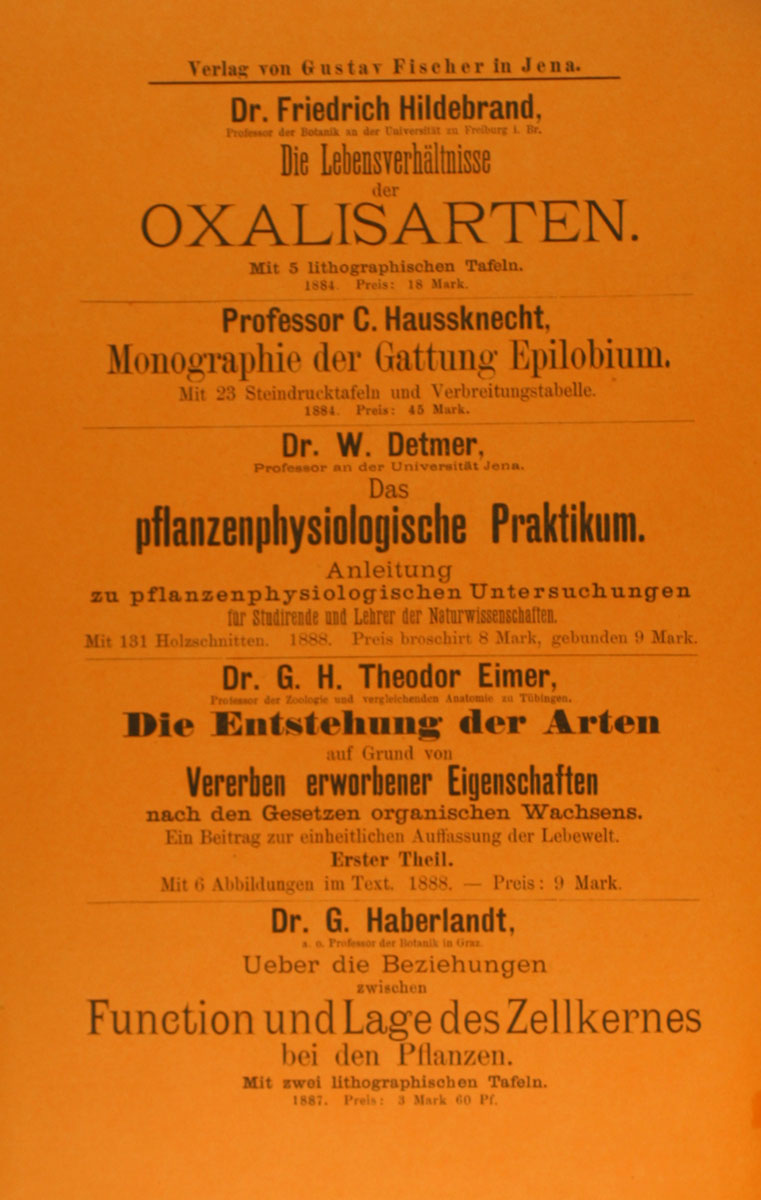 Verlag von Gustav Fischer in Jena.
Dr. Friedrich Hildebrand,
Professor der Botanik an der Universität zu Freiburg i. Br.
Die Lebensverhältnisse
der
OXALISARTEN.
Mit 5 lithographischen Tafeln.
1884. Preis: 18 Mark.
Professor C. Haussknecht,
Monographie der Gattung Epilobium.
Mit 23 Steindrucktafeln und Verbreitungstabelle.
1884. Preis: 45 Mark.
Dr. W. Detmer,
Professor an der Universität Jena.
Das
pflanzenphysiologische Praktikum.
Anleitung
zu pflanzenphysiologischen Untersuchungen
für Studirende und Lehrer der Naturwissenschaften.
Mit 131 Holzschnitten. 1888. Preis broschirt 8 Mark, gebunden 9 Mark.
Dr. G. H. Theodor Eimer,
Professor der Zoologie und vergleichenden Anatomie zu Tübingen.
Die Entstehung der Arten
auf Grund von
Vererben erworbener Eigenschaften
nach den Gesetzen organischen Wachsens.
Ein Beitrag zur einheitlichen Auffassung der Lebewelt.
Erster Theil.
Mit 6 Abbildungen im Text. 1888. — Preis: 9 Mark.
Dr. G. Haberlandt,
a. o. Professor der Botanik in Graz.
Ueber die Beziehungen
zwischen
Function und Lage des Zellkernes
bei den Pflanzen.
Mit zwei lithographischen Tafeln.
1887. Preis: 3 Mark 60 Pf.